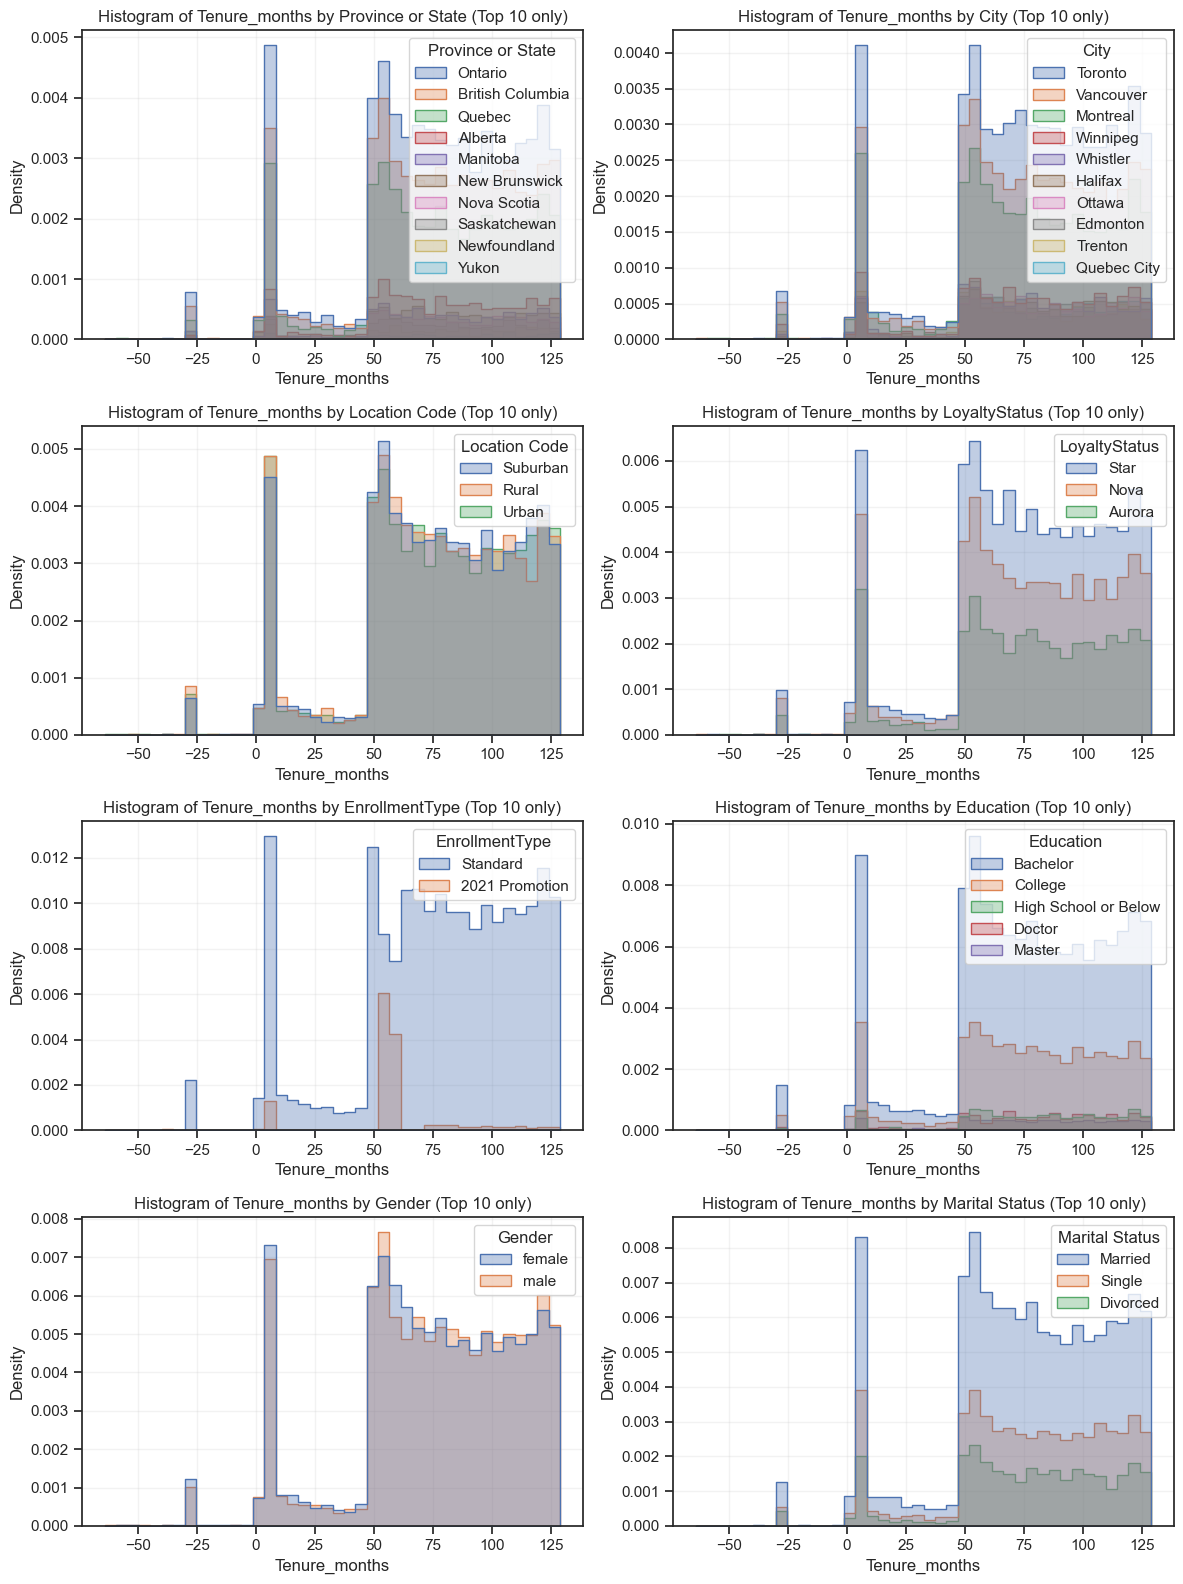 Histogram of Tenure_months by Province or State (Top 10 only)
0.005
0.004
0.003
0.002
0.001
0.000
Density
Province or State
Ontario
British Columbia
Quebec
Alberta
Manitoba
New Brunswick
Nova Scotia
Saskatchewan
Newfoundland
Yukon
−50 −25 0 25 50 75 100 125
Tenure_months
Histogram of Tenure_months by City (Top 10 only)
0.0040
0.0035
0.0030
0.0025
0.0020
0.0015
0.0010
0.0005
0.0000
Density
City
Toronto
Vancouver
Montreal
Winnipeg
Whistler
Halifax
Ottawa
Edmonton
Trenton
Quebec City
−50 −25 0 25 50 75 100 125
Tenure_months
Histogram of Tenure_months by Location Code (Top 10 only)
0.005
0.004
0.003
0.002
0.001
0.000
Density
Location Code
Suburban
Rural
Urban
−50 −25 0 25 50 75 100 125
Tenure_months
Histogram of Tenure_months by LoyaltyStatus (Top 10 only)
0.006
0.005
0.004
0.003
0.002
0.001
0.000
Density
LoyaltyStatus
Star
Nova
Aurora
−50 −25 0 25 50 75 100 125
Tenure_months
Histogram of Tenure_months by EnrollmentType (Top 10 only)
0.012
0.010
0.008
0.006
0.004
0.002
0.000
Density
EnrollmentType
Standard
2021 Promotion
−50 −25 0 25 50 75 100 125
Tenure_months
Histogram of Tenure_months by Education (Top 10 only)
0.010
0.008
0.006
0.004
0.002
0.000
Density
Education
Bachelor
College
High School or Below
Doctor
Master
−50 −25 0 25 50 75 100 125
Tenure_months
Histogram of Tenure_months by Gender (Top 10 only)
0.008
0.007
0.006
0.005
0.004
0.003
0.002
0.001
0.000
Density
Gender
female
male
−50 −25 0 25 50 75 100 125
Tenure_months
Histogram of Tenure_months by Marital Status (Top 10 only)
0.008
0.007
0.006
0.005
0.004
0.003
0.002
0.001
0.000
Density
Marital Status
Married
Single
Divorced
−50 −25 0 25 50 75 100 125
Tenure_months